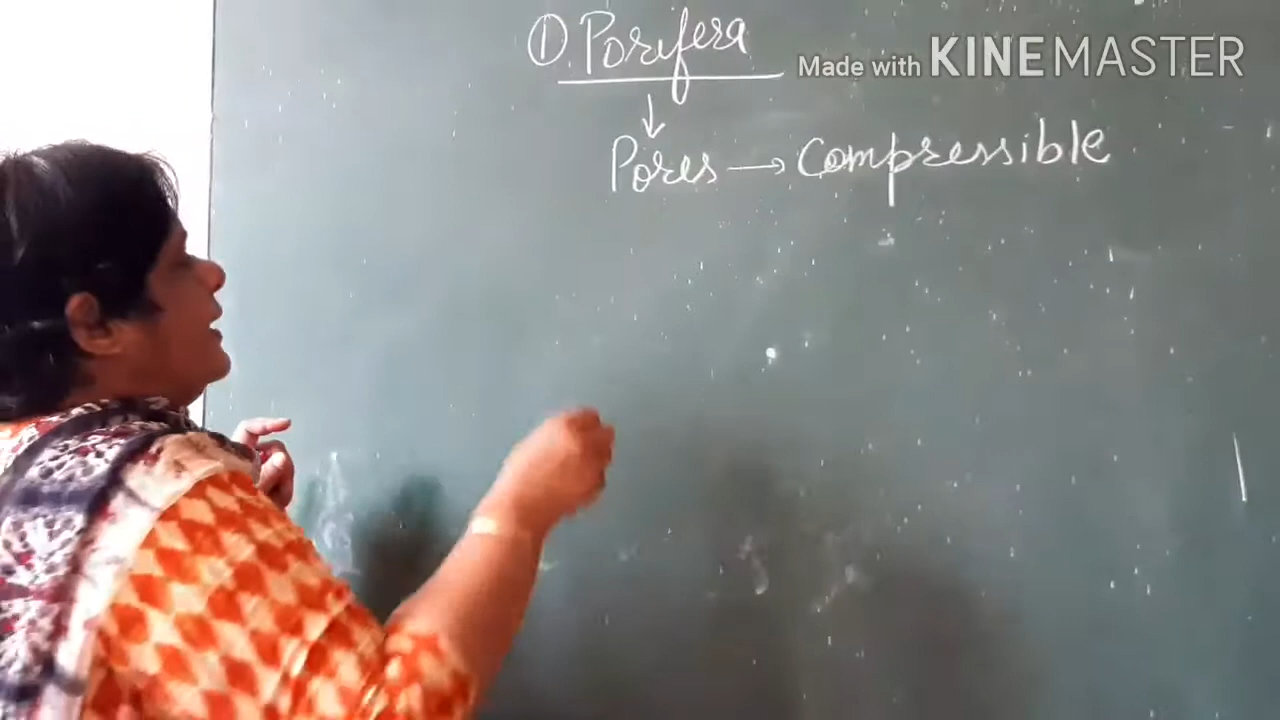 ① Porifera
Made with KINEMASTER
↓
Pores → Compressible